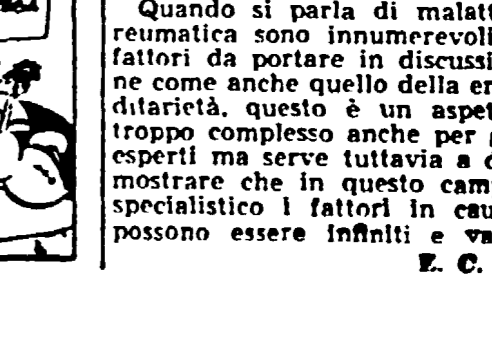 Quando si parla di malatt
reumatica sono innumerevoli
fattori da portare in discussi
ne come anche quello della er
ditarietà, questo è un aspet
troppo complesso anche per
esperti ma serve tuttavia a d
mostrare che in questo cam
specialistico i fattori in cau
possono essere infiniti e va
E. C.